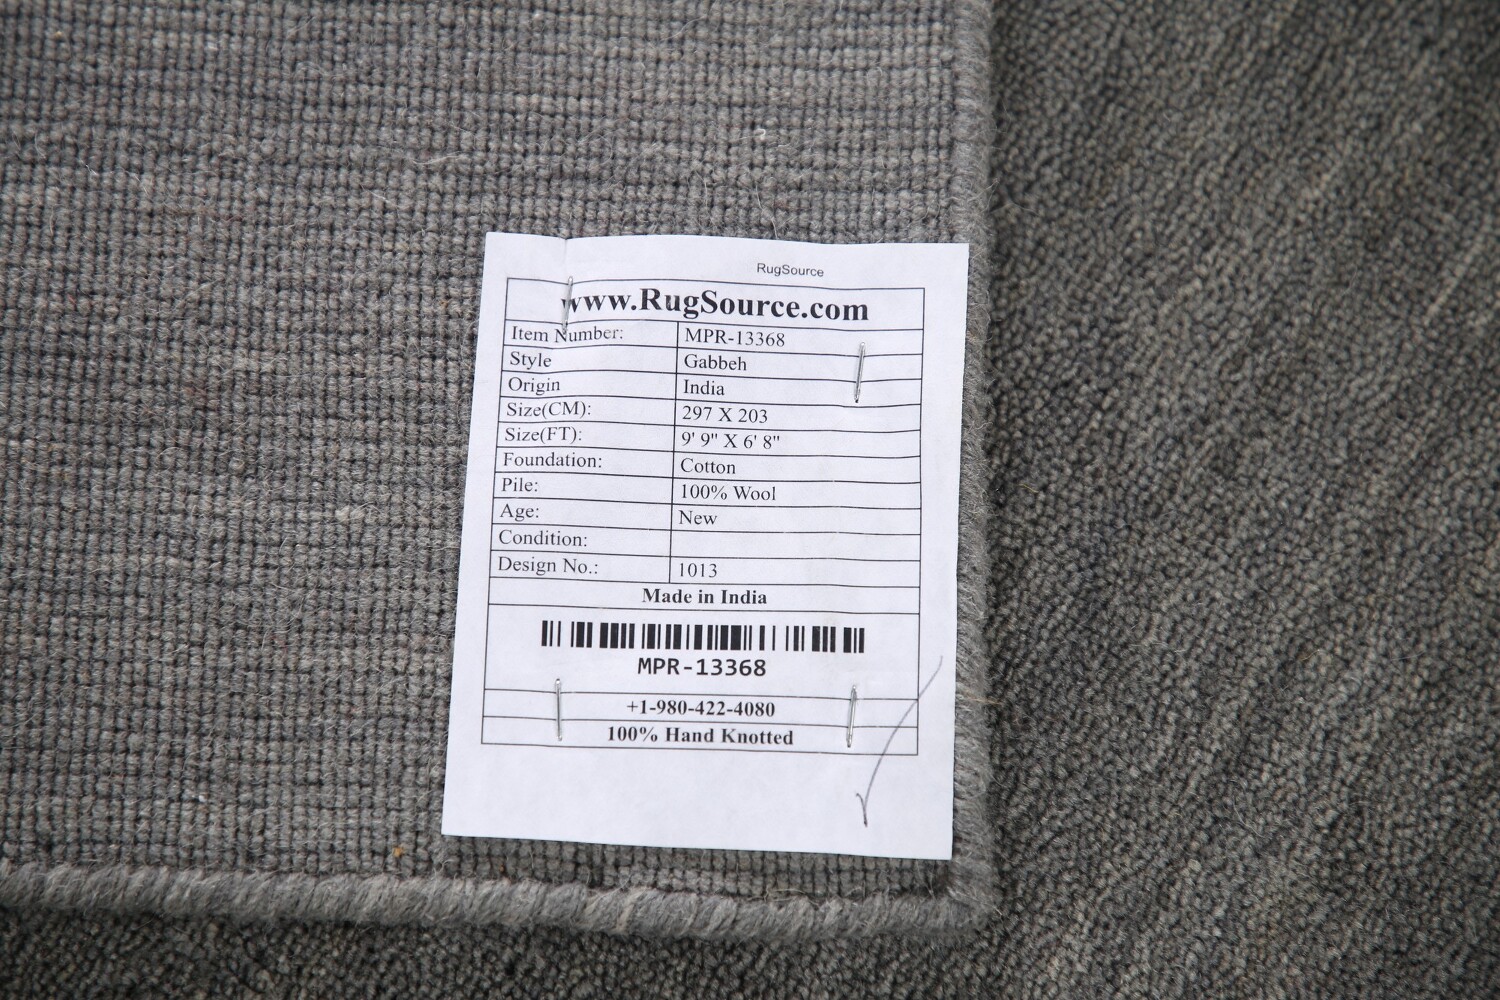 RugSource
www.RugSource.com
Item Number: MPR-13368
Style Gabbeh
Origin India
Size(CM): 297 X 203
Size(FT): 9' 9" X 6' 8"
Foundation: Cotton
Pile: 100% Wool
Age: New
Condition:
Design No.: 1013
Made in India
MPR-13368
+1-980-422-4080
100% Hand Knotted